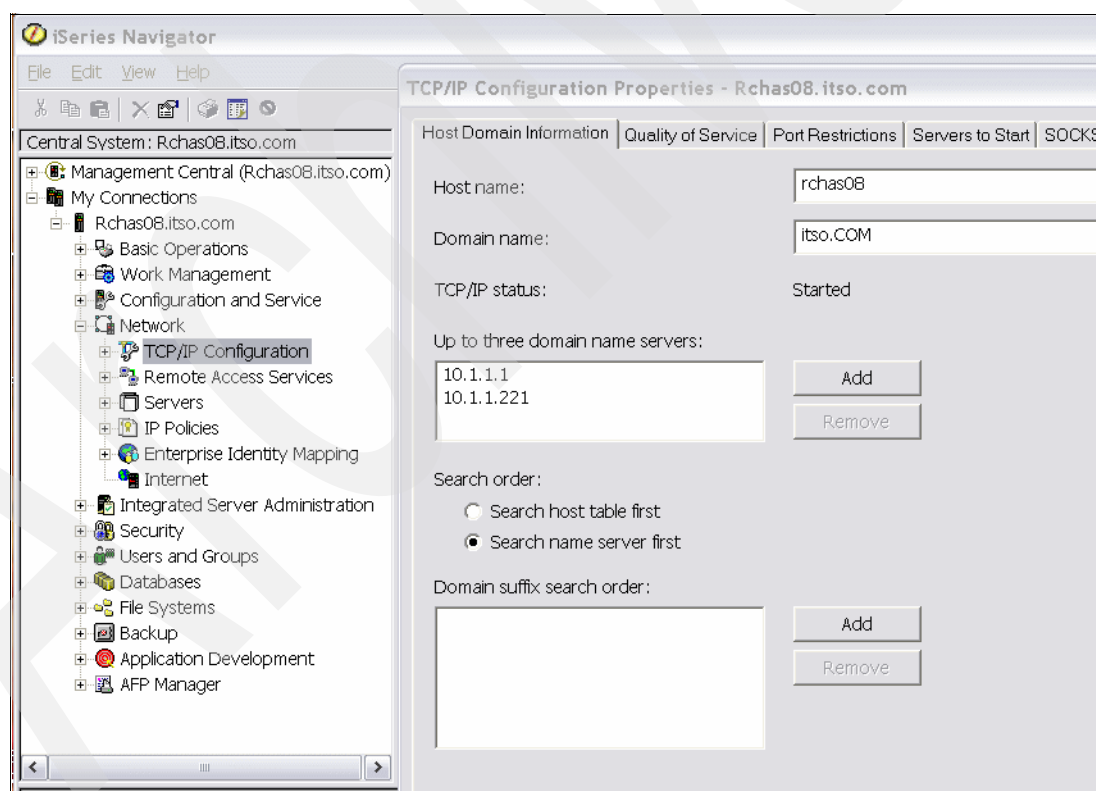 iSeries Navigator
File Edit View Help
Central System: Rchas08.itso.com
Management Central (Rchas08.itso.com)
My Connections
Rchas08.itso.com
Basic Operations
Work Management
Configuration and Service
Network
TCP/IP Configuration
Remote Access Services
Servers
IP Policies
Enterprise Identity Mapping
Internet
Integrated Server Administration
Security
Users and Groups
Databases
File Systems
Backup
Application Development
AFP Manager
TCP/IP Configuration Properties - Rchas08.itso.com
Host Domain Information Quality of Service Port Restrictions Servers to Start SOCKS
Host name: rchas08
Domain name: itso.COM
TCP/IP status: Started
Up to three domain name servers:
10.1.1.1
10.1.1.221
Add
Remove
Search order:
Search host table first
Search name server first
Domain suffix search order:
Add
Remove